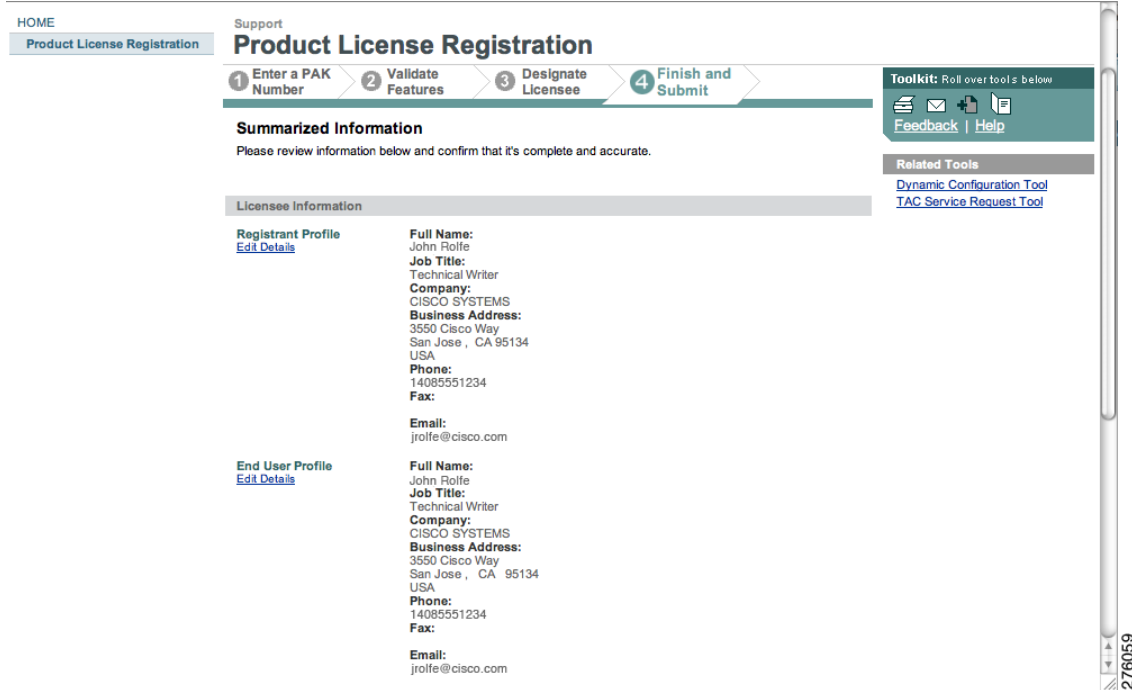 HOME
Product License Registration
Support
Product License Registration
1 Enter a PAK
Number
2 Validate
Features
3 Designate
Licensee
4 Finish and
Submit
Toolkit: Roll over tools below
Feedback | Help
Related Tools
Dynamic Configuration Tool
TAC Service Request Tool
Summarized Information
Please review information below and confirm that it's complete and accurate.
Licensee Information
Registrant Profile
Edit Details
Full Name:
John Rolfe
Job Title:
Technical Writer
Company:
CISCO SYSTEMS
Business Address:
3550 Cisco Way
San Jose , CA 95134
USA
Phone:
14085551234
Fax:
Email:
jrolfe@cisco.com
End User Profile
Edit Details
Full Name:
John Rolfe
Job Title:
Technical Writer
Company:
CISCO SYSTEMS
Business Address:
3550 Cisco Way
San Jose , CA 95134
USA
Phone:
14085551234
Fax:
Email:
jrolfe@cisco.com
276059